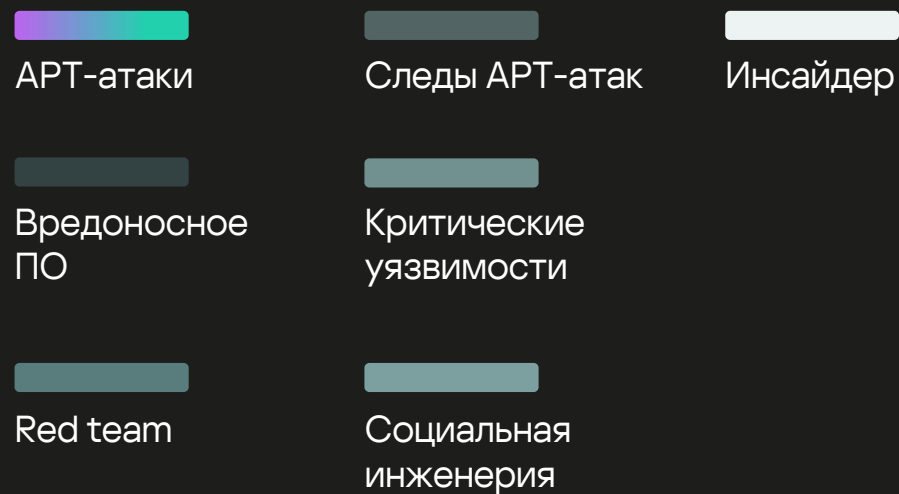 APT-атаки
Следы APT-атак
Инсайдер
Вредоносное
ПО
Критические
уязвимости
Red team
Социальная
инженерия